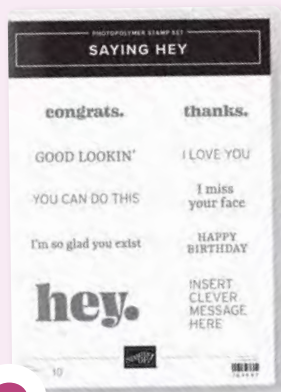 PHOTOPOLYMER STAMP SET
SAYING HEY
congrats.
thanks.
GOOD LOOKIN'
I LOVE YOU
YOU CAN DO THIS
I miss
your face
I'm so glad you exist
HAPPY
BIRTHDAY
hey.
INSERT
CLEVER
MESSAGE
HERE
10